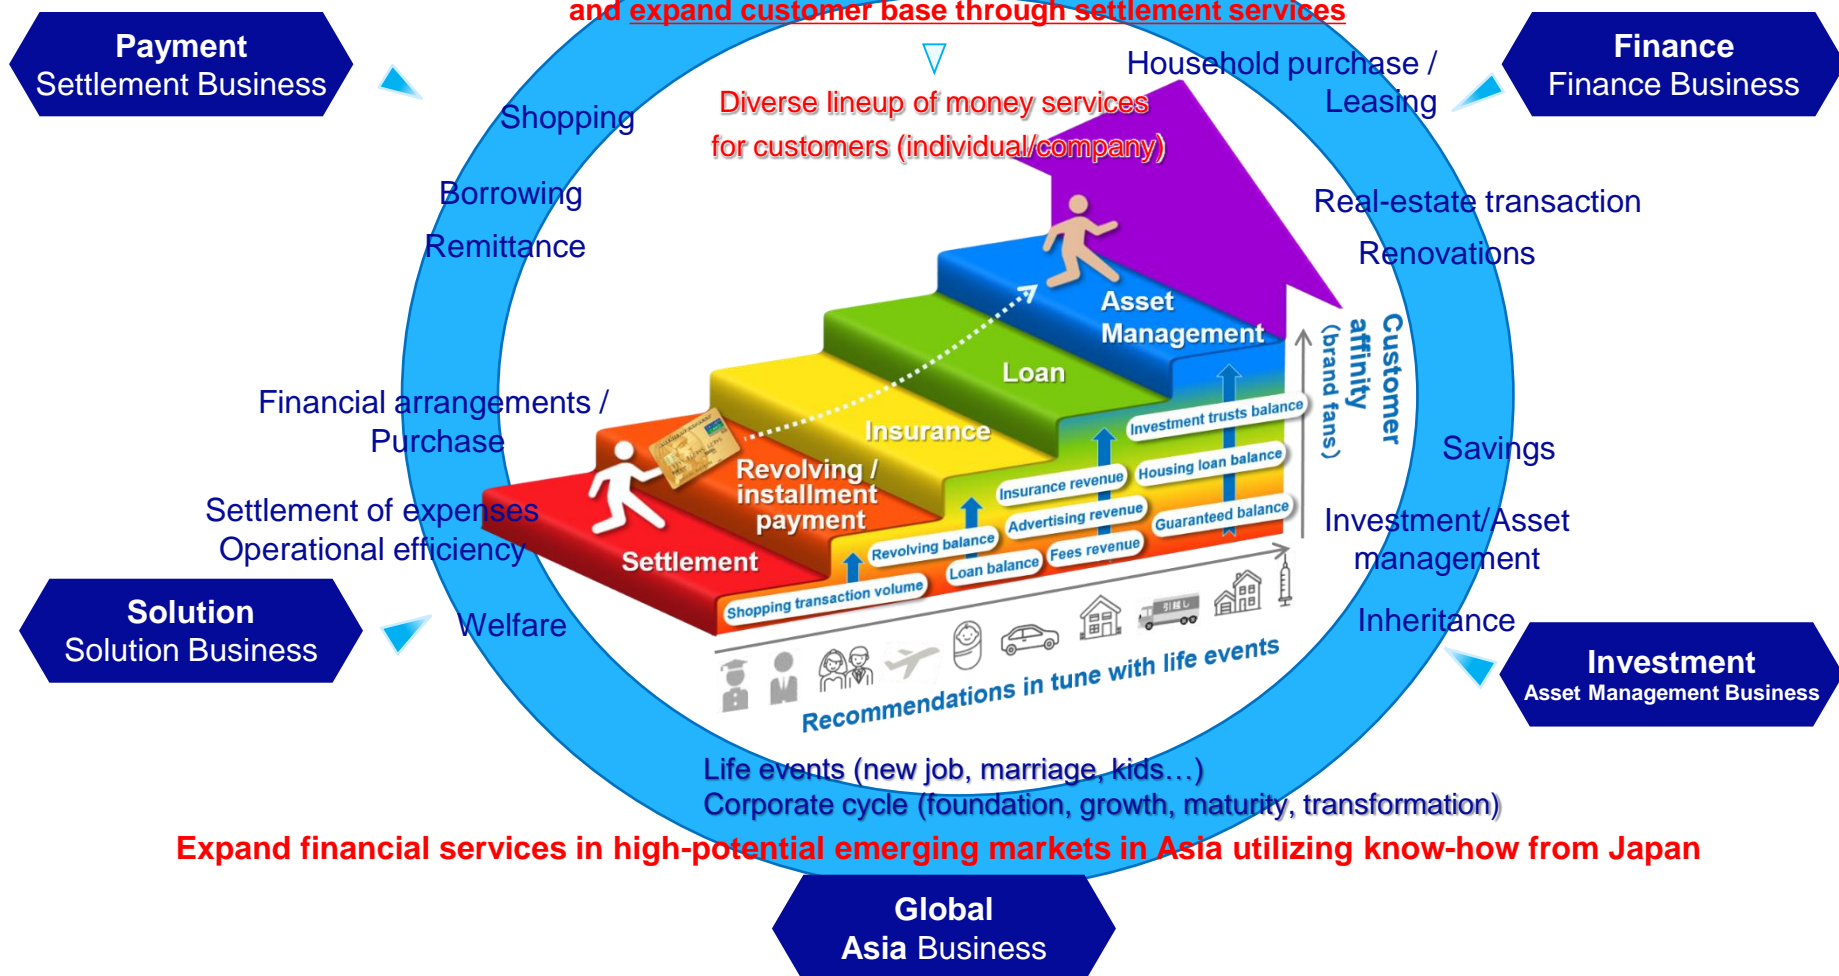 and expand customer base through settlement services
Payment
Settlement Business
Finance
Finance Business
Diverse lineup of money services
for customers (individual/company)
Household purchase /
Leasing
Shopping
Borrowing
Remittance
Real-estate transaction
Renovations
Financial arrangements /
Purchase
Settlement of expenses
Operational efficiency
Savings
Investment/Asset
management
Inheritance
Welfare
Solution
Solution Business
Investment
Asset Management Business
Asset
Management
Loan
Insurance
Revolving /
installment
payment
Settlement
Customer
affinity
(brand fans)
Investment trusts balance
Housing loan balance
Guaranteed balance
Insurance revenue
Advertising revenue
Fees revenue
Revolving balance
Loan balance
Shopping transaction volume
引越し
Recommendations in tune with life events
Life events (new job, marriage, kids…)
Corporate cycle (foundation, growth, maturity, transformation)
Expand financial services in high-potential emerging markets in Asia utilizing know-how from Japan
Global
Asia Business